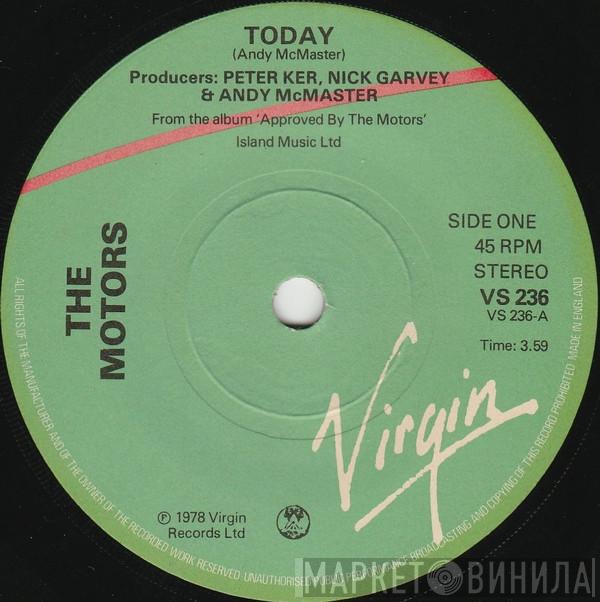 TODAY
(Andy McMaster)
Producers: PETER KER, NICK GARVEY
& ANDY McMASTER
From the album 'Approved By The Motors'
Island Music Ltd
THE
MOTORS
SIDE ONE
45 RPM
STEREO
VS 236
VS 236-A
Time: 3.59
Virgin
℗ 1978 Virgin
Records Ltd
ALL RIGHTS OF THE MANUFACTURER AND OF THE OWNER OF THE RECORDED WORK RESERVED UNAUTHORISED PUBLIC PERFORMANCE BROADCASTING AND COPYING OF THIS RECORD PROHIBITED MADE IN ENGLAND
МАРКЕТ ВИНИЛА